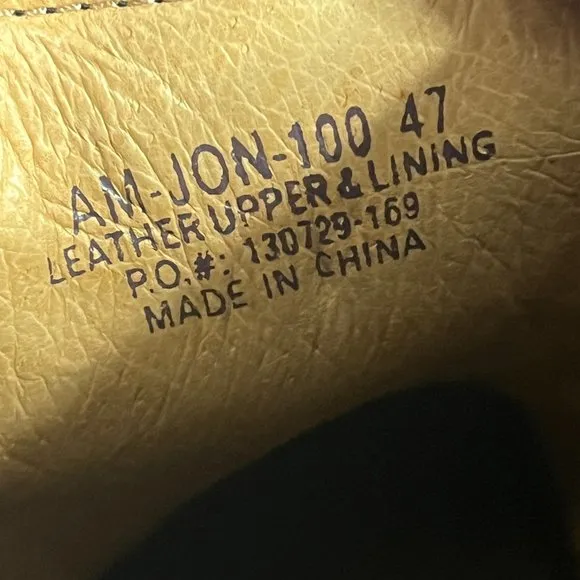 AM-JON-100 47
LEATHER UPPER & LINING
P.O.#: 130729-169
MADE IN CHINA